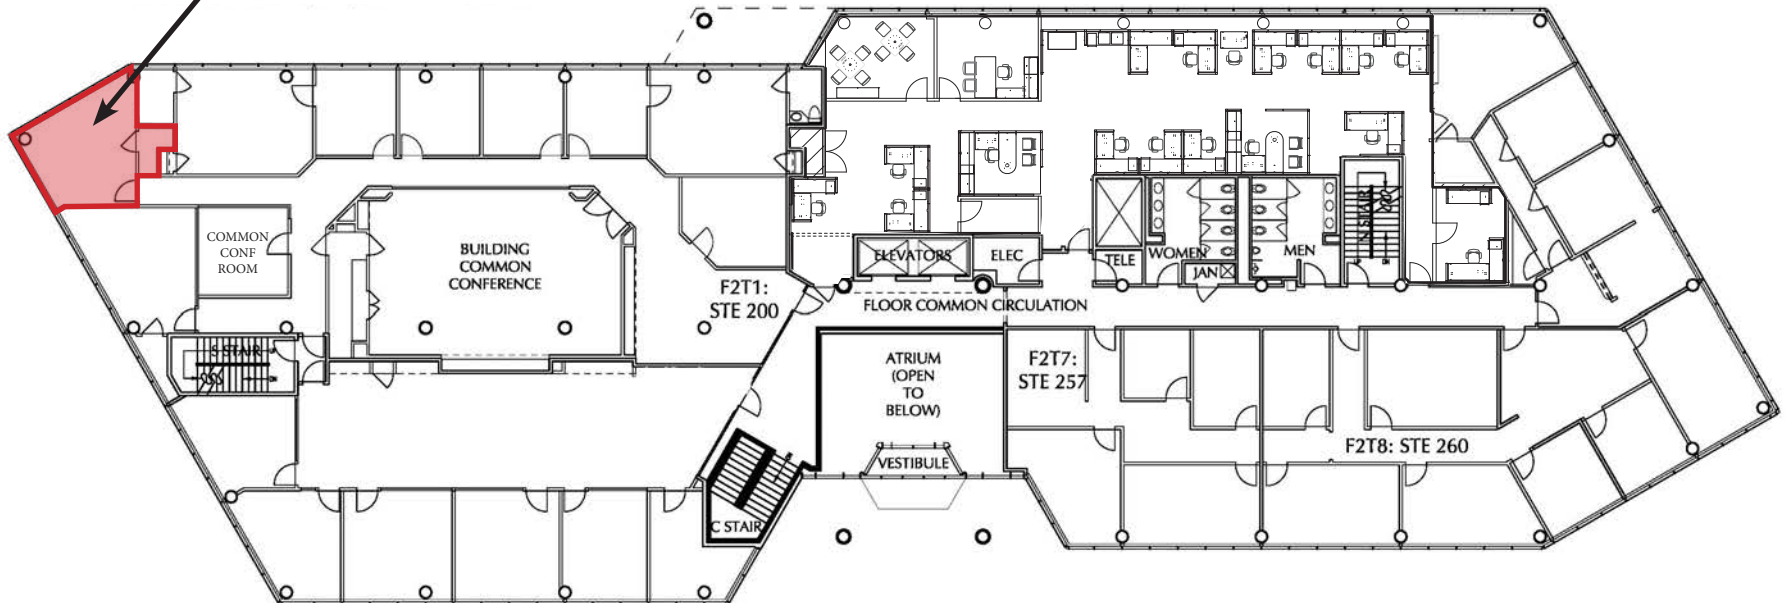 COMMON
CONF
ROOM
BUILDING
COMMON
CONFERENCE
F2T1:
STE 200
ELEVATORS
ELEC
TELE
WOMEN
JAN
MEN
N STAIR
FLOOR COMMON CIRCULATION
S STAIR
ATRIUM
(OPEN
TO
BELOW)
F2T7:
STE 257
VESTIBULE
F2T8: STE 260
C STAIR